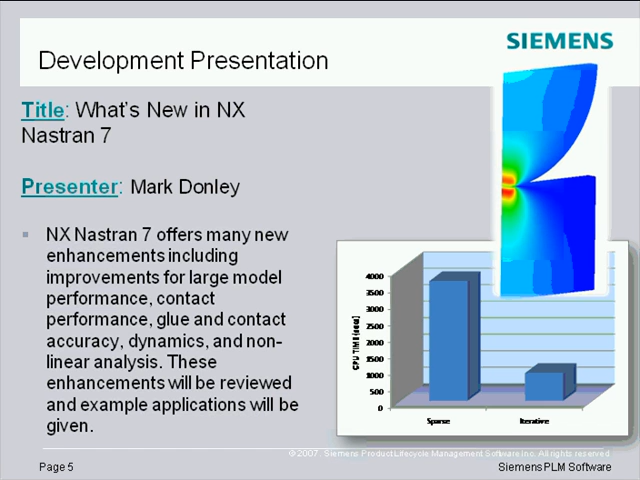 SIEMENS
Development Presentation
Title: What's New in NX
Nastran 7
Presenter: Mark Donley
NX Nastran 7 offers many new
enhancements including
improvements for large model
performance, contact
performance, glue and contact
accuracy, dynamics, and non-
linear analysis. These
enhancements will be reviewed
and example applications will be
given.
CPU TIME (secs)
4000
3500
3000
2500
2000
1500
1000
500
0
Sparse
Iterative
© 2007. Siemens Product Lifecycle Management Software Inc. All rights reserved
Page 5
Siemens PLM Software